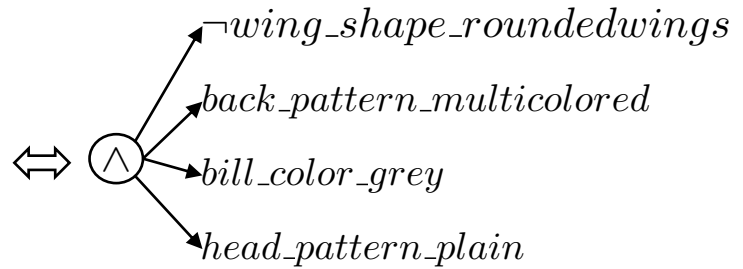 ¬wing_shape_roundedwings
back_pattern_multicolored
⇔ ∧
bill_color_grey
head_pattern_plain